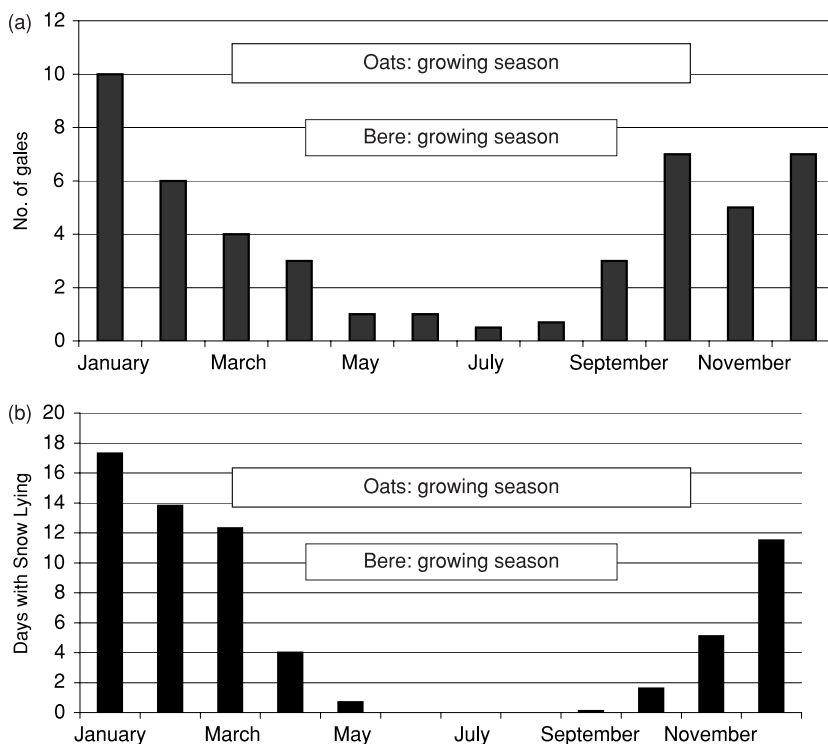 (a)
12
10
8
6
4
2
0
No. of gales
Oats: growing season
Bere: growing season
January March May July September November
(b)
20
18
16
14
12
10
8
6
4
2
0
Days with Snow Lying
Oats: growing season
Bere: growing season
January March May July September November